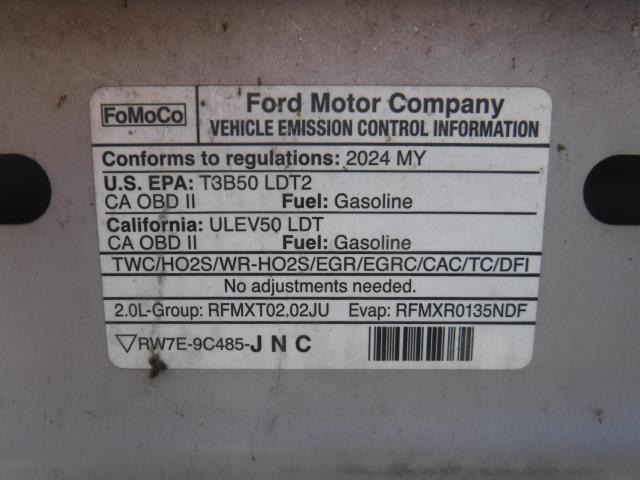 FoMoCo
Ford Motor Company
VEHICLE EMISSION CONTROL INFORMATION
Conforms to regulations: 2024 MY
U.S. EPA: T3B50 LDT2
CA OBD II Fuel: Gasoline
California: ULEV50 LDT
CA OBD II Fuel: Gasoline
TWC/HO2S/WR-HO2S/EGR/EGRC/CAC/TC/DFI
No adjustments needed.
2.0L-Group: RFMXT02.02JU Evap: RFMXR0135NDF
▽RW7E-9C485-J N C